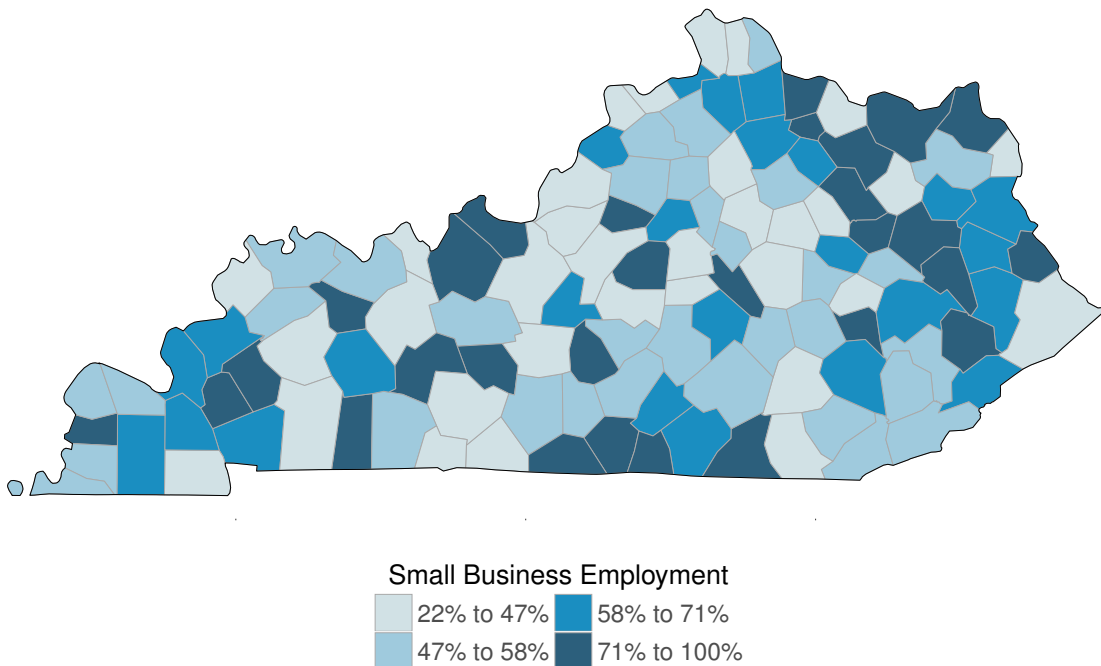 Small Business Employment
22% to 47% 58% to 71%
47% to 58% 71% to 100%